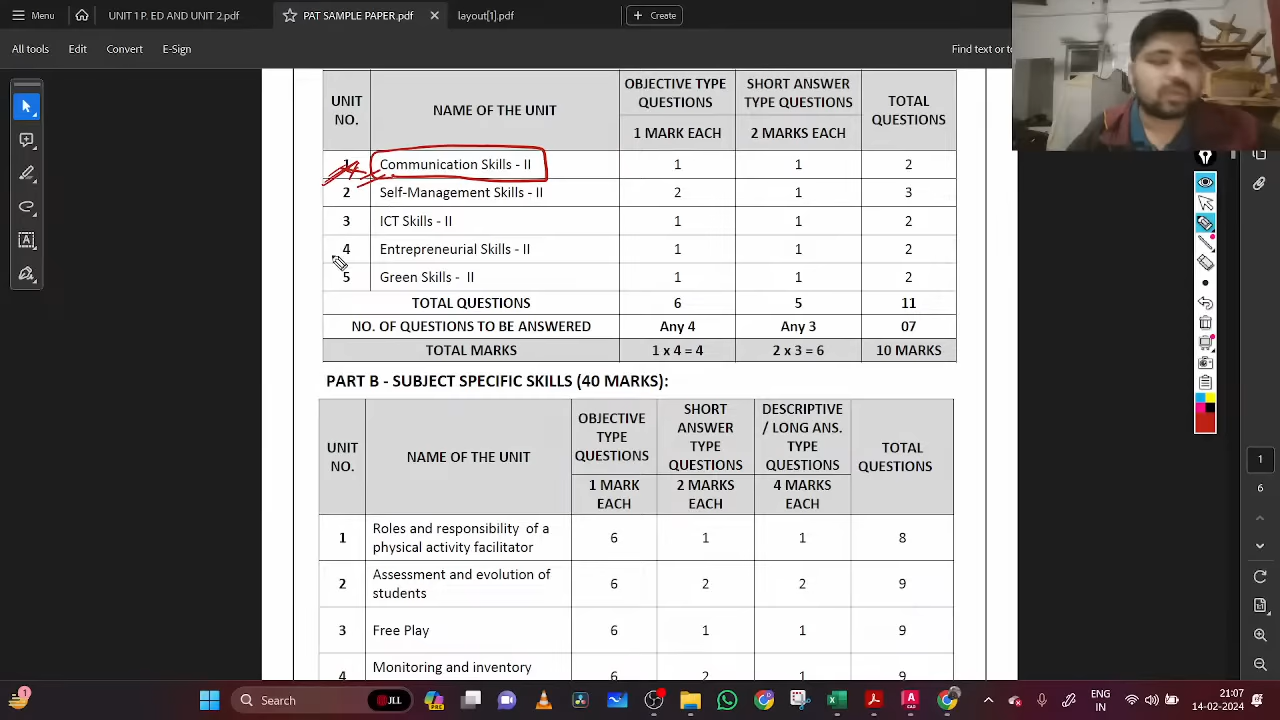 Menu
UNIT 1 P. ED AND UNIT 2.pdf
PAT SAMPLE PAPER.pdf
layout[1].pdf
Create
All tools
Edit
Convert
E-Sign
Find text or to
UNIT NO.
NAME OF THE UNIT
OBJECTIVE TYPE QUESTIONS
SHORT ANSWER TYPE QUESTIONS
TOTAL QUESTIONS
1 MARK EACH
2 MARKS EACH
1 Communication Skills - II 1 1 2
2 Self-Management Skills - II 2 1 3
3 ICT Skills - II 1 1 2
4 Entrepreneurial Skills - II 1 1 2
5 Green Skills - II 1 1 2
TOTAL QUESTIONS 6 5 11
NO. OF QUESTIONS TO BE ANSWERED Any 4 Any 3 07
TOTAL MARKS 1 x 4 = 4 2 x 3 = 6 10 MARKS
PART B - SUBJECT SPECIFIC SKILLS (40 MARKS):
UNIT NO.
NAME OF THE UNIT
OBJECTIVE TYPE QUESTIONS
SHORT ANSWER TYPE QUESTIONS
DESCRIPTIVE / LONG ANS. TYPE QUESTIONS
TOTAL QUESTIONS
1 MARK EACH
2 MARKS EACH
4 MARKS EACH
1 Roles and responsibility of a physical activity facilitator 6 1 1 8
2 Assessment and evolution of students 6 2 2 9
3 Free Play 6 1 1 9
4 Monitoring and inventory 6 2 1 9
1
6
1
Search
JLL
PRE
ENG
IN
21:07
14-02-2024